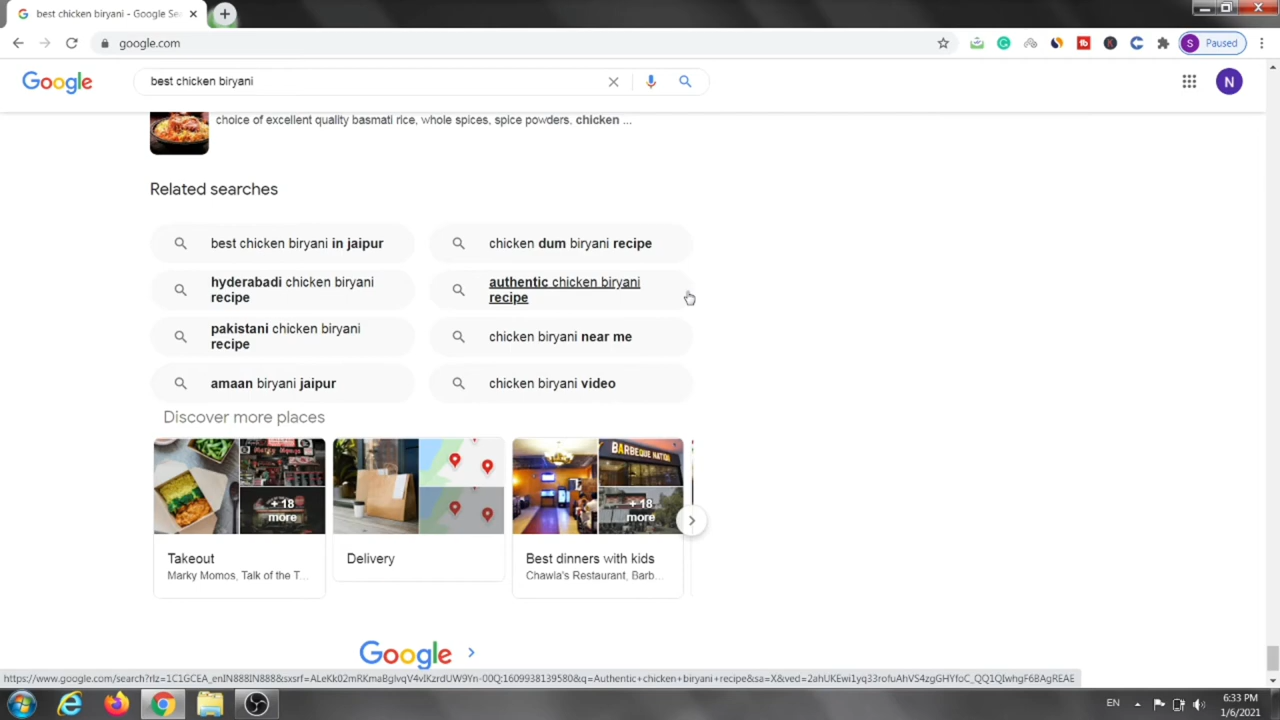 best chicken biryani - Google Se
google.com
S Paused
Google
best chicken biryani
N
choice of excellent quality basmati rice, whole spices, spice powders, chicken ...
Related searches
best chicken biryani in jaipur
chicken dum biryani recipe
hyderabadi chicken biryani
recipe
authentic chicken biryani
recipe
pakistani chicken biryani
recipe
chicken biryani near me
amaan biryani jaipur
chicken biryani video
Discover more places
BARBEQUE NATION
+ 18
more
+ 18
more
Takeout
Marky Momos, Talk of the T...
Delivery
Best dinners with kids
Chawla's Restaurant, Barb...
Google
EN
6:33 PM
1/6/2021